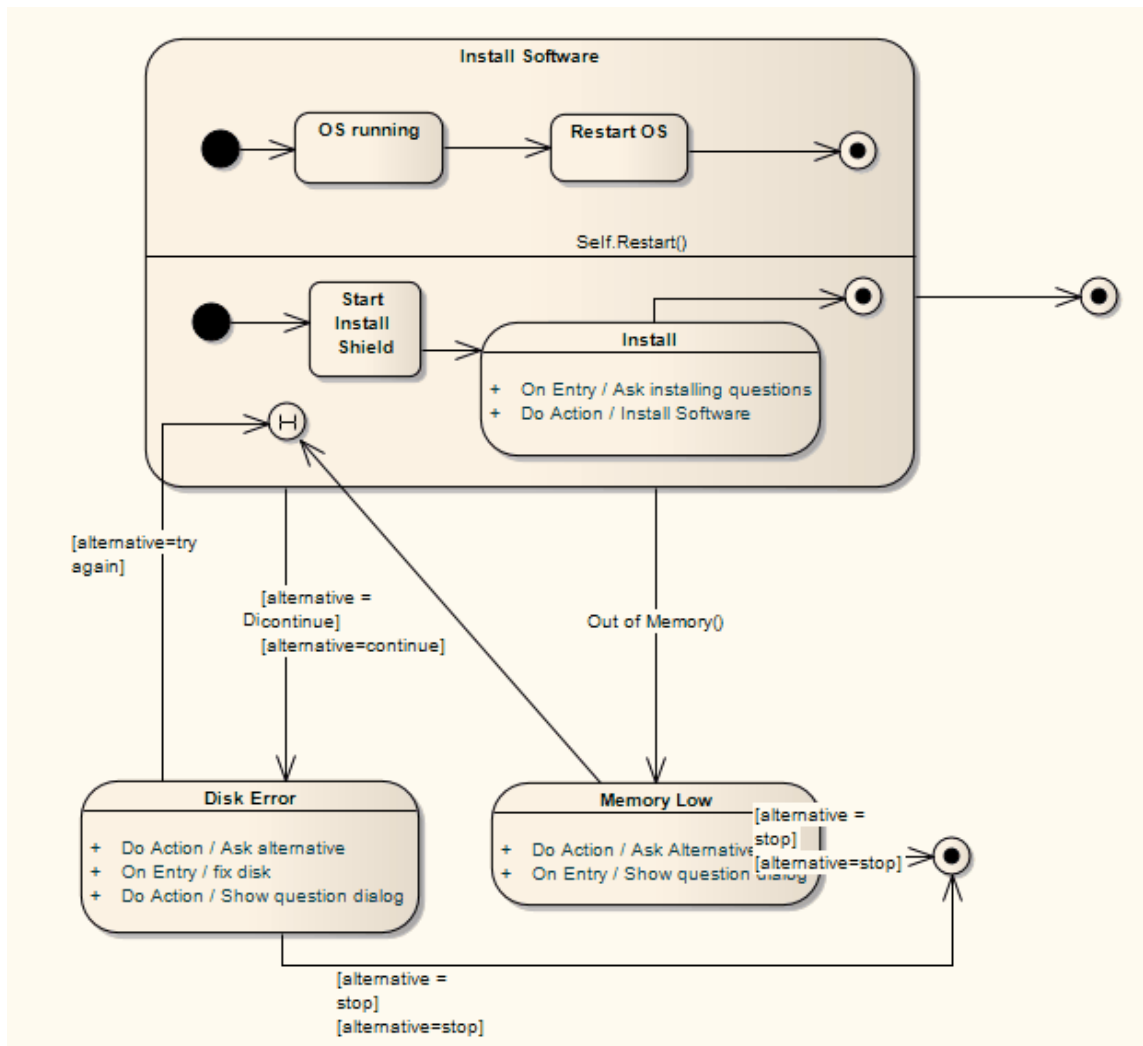 Install Software
OS running
Restart OS
Self.Restart()
Start
Install
Shield
Install
+ On Entry / Ask installing questions
+ Do Action / Install Software
H
[alternative=try
again]
[alternative =
Dicontinue]
[alternative=continue]
Out of Memory()
Disk Error
+ Do Action / Ask alternative
+ On Entry / fix disk
+ Do Action / Show question dialog
Memory Low
+ Do Action / Ask Alternative
+ On Entry / Show question dialog
[alternative =
stop]
[alternative=stop]
[alternative =
stop]
[alternative=stop]